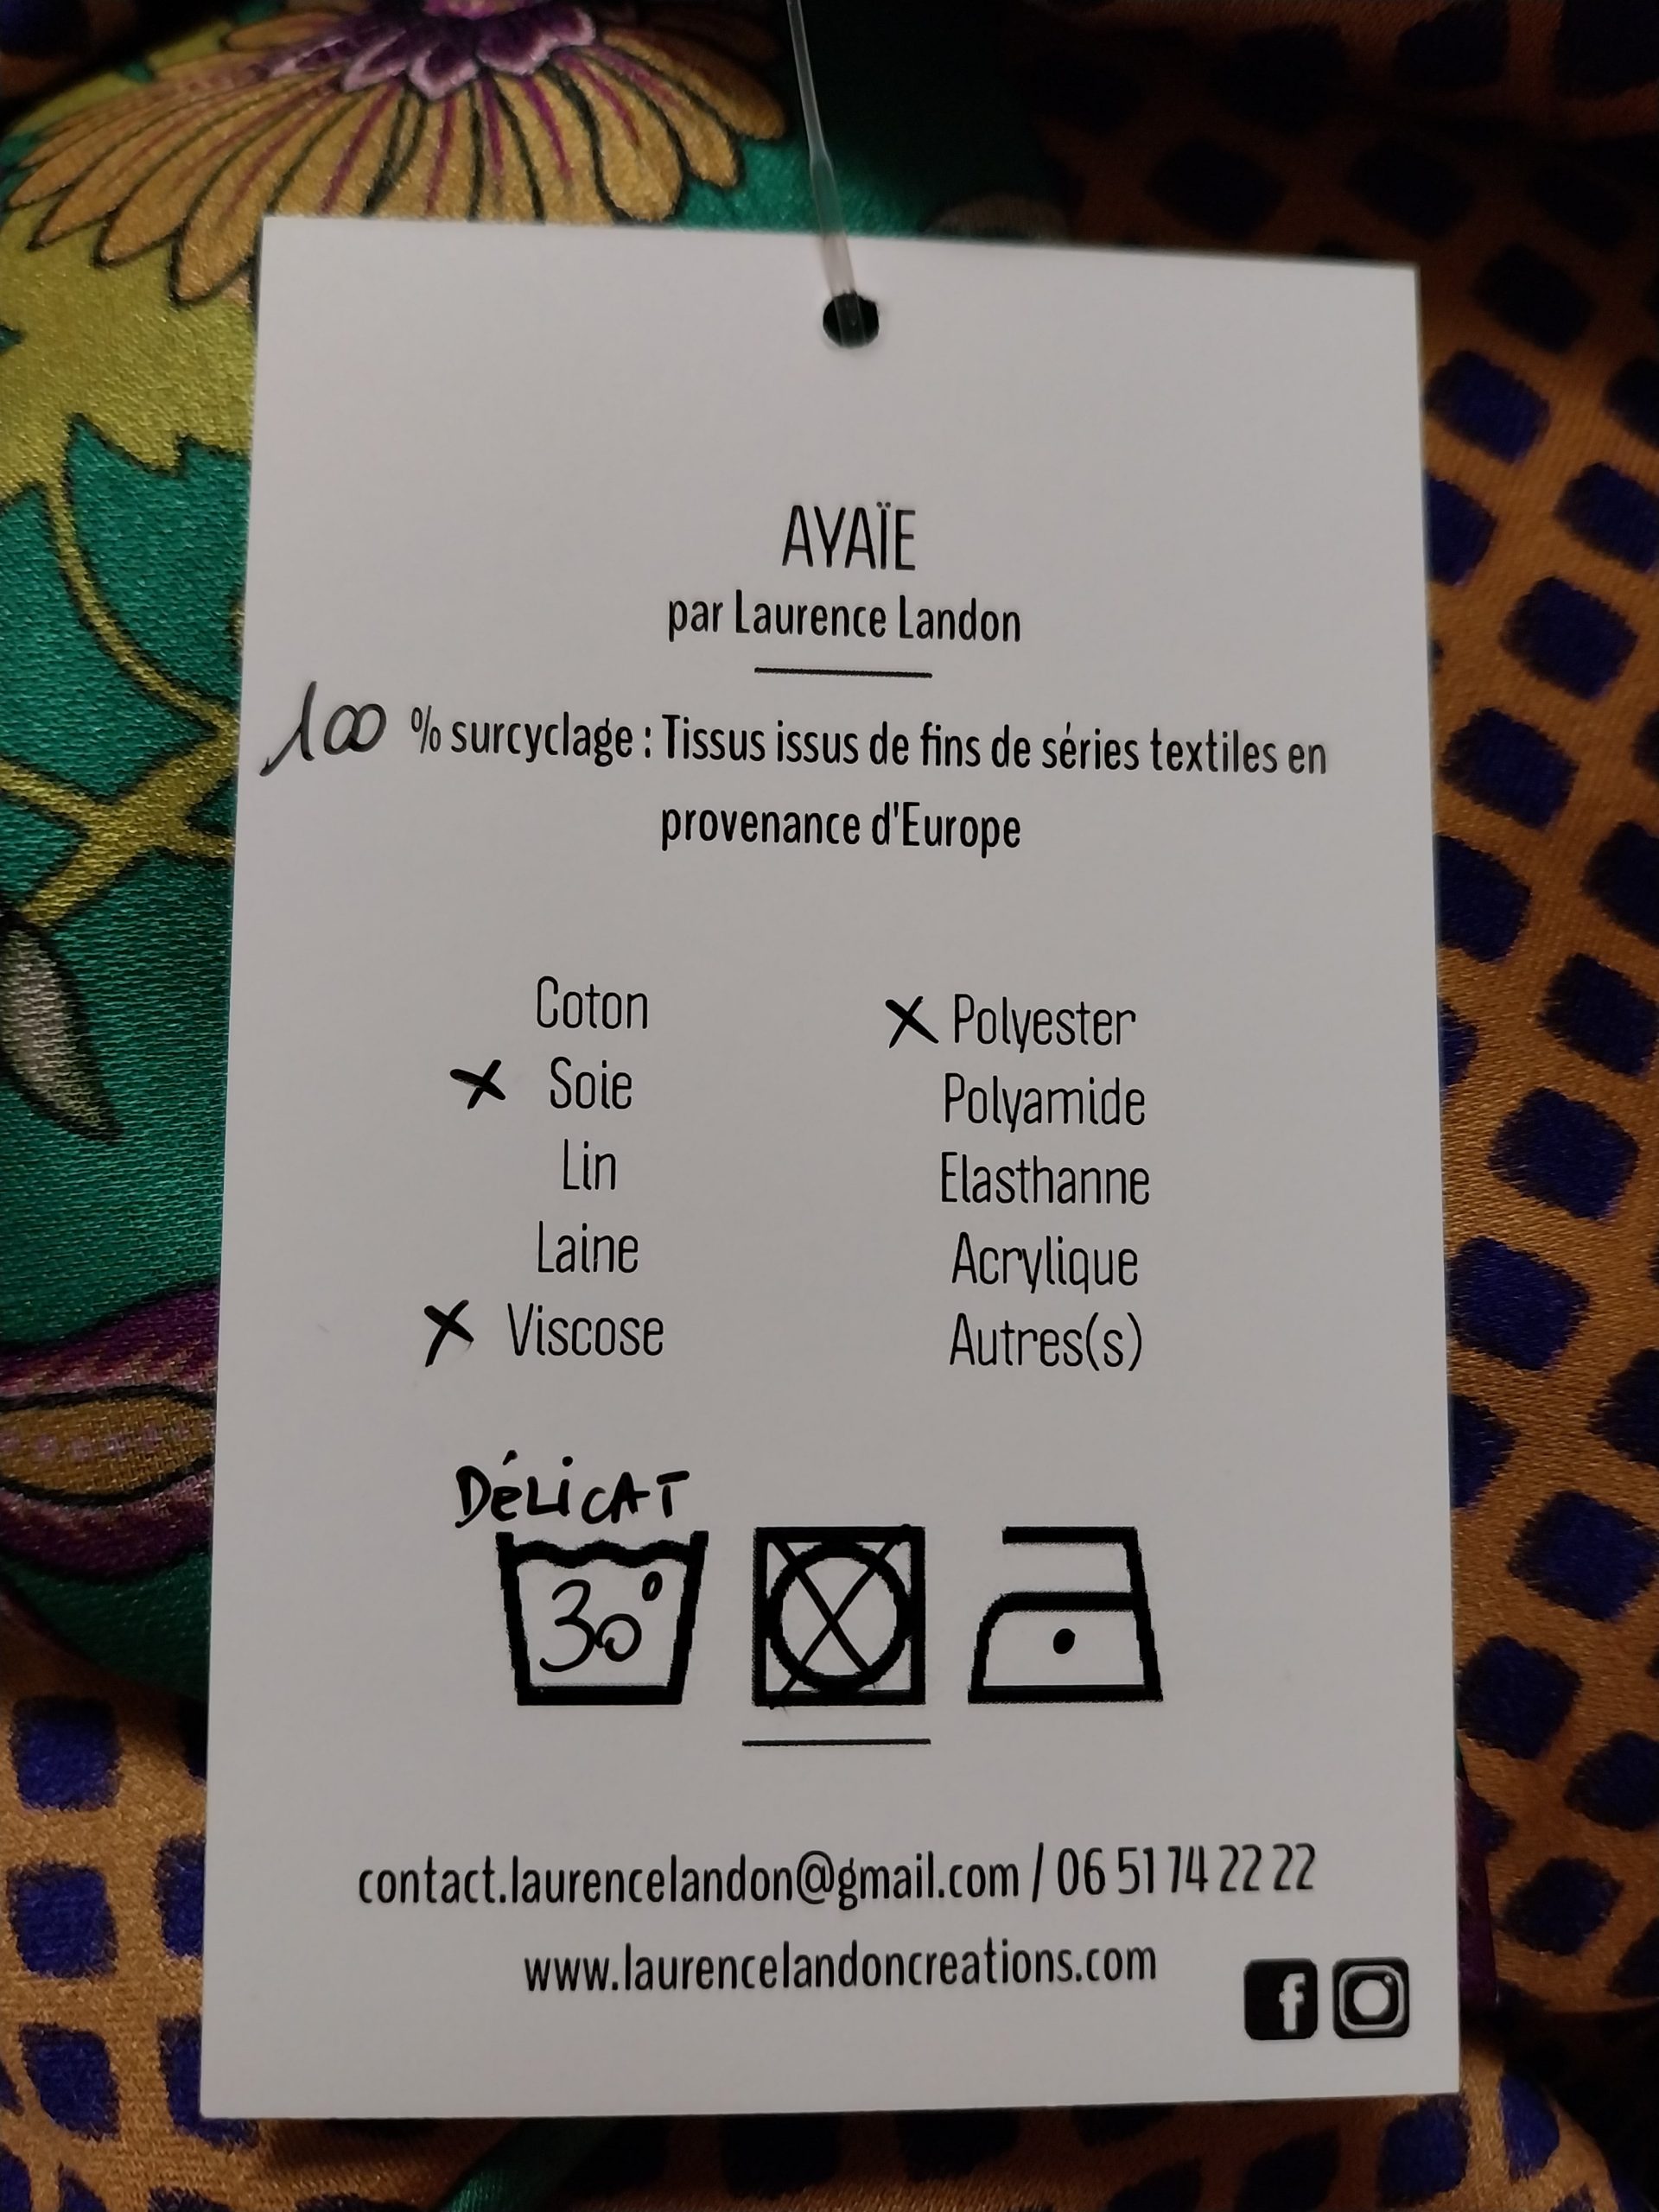 AYAÏE
par Laurence Landon
100 % surcyclage : Tissus issus de fins de séries textiles en
provenance d'Europe
Coton
X Soie
Lin
Laine
X Viscose
X Polyester
Polyamide
Elasthanne
Acrylique
Autres(s)
DéLicAT
30°
contact.laurencelandon@gmail.com / 06 51 74 22 22
www.laurencelandoncreations.com